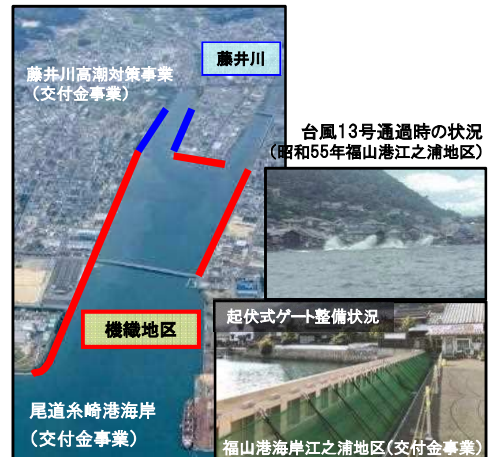 藤井川
藤井川高潮対策事業
（交付金事業）
台風13号通過時の状況
（昭和55年福山港江之浦地区）
起伏式ゲート整備状況
機織地区
尾道糸崎港海岸
（交付金事業）
福山港海岸江之浦地区（交付金事業）